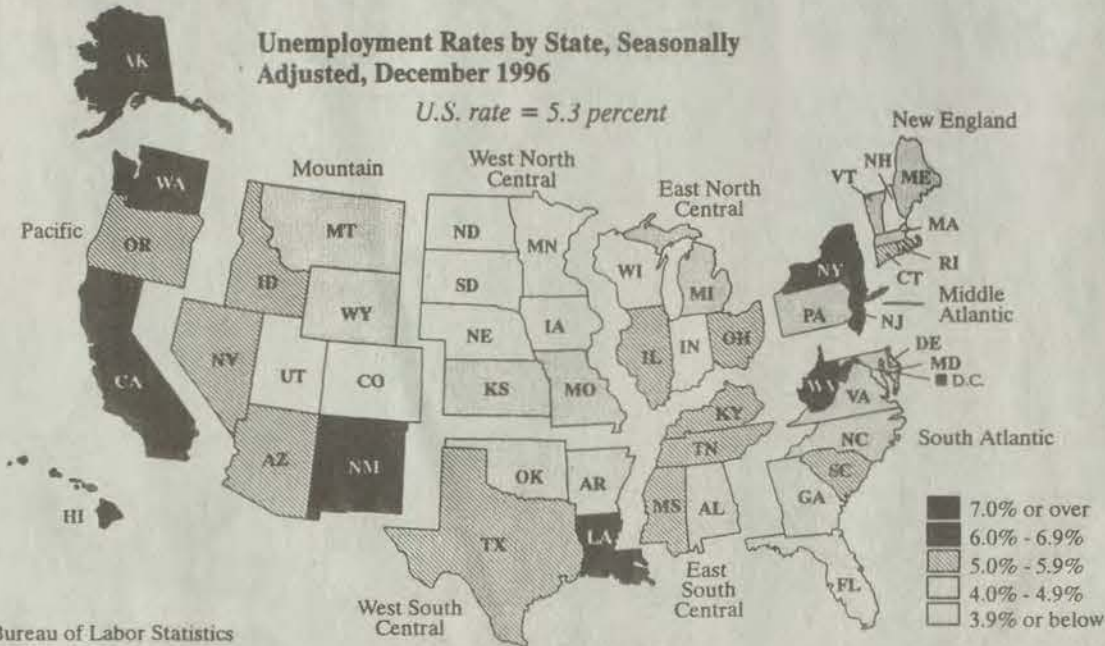 Unemployment Rates by State, Seasonally
Adjusted, December 1996
U.S. rate = 5.3 percent
AK
New England
Mountain
West North
Central
East North
Central
NH
VT
ME
WA
Pacific
OR
MT
ND
MN
MA
ID
SD
WI
NY
RI
CT
WY
MI
Middle
Atlantic
NJ
PA
IA
NE
NV
OH
IL
IN
DE
MD
D.C.
UT
CO
CA
KS
MO
WV
VA
KY
NC
South Atlantic
TN
AZ
NM
OK
AR
SC
HI
MS
AL
GA
TX
LA
FL
West South
Central
East
South
Central
7.0% or over
6.0% - 6.9%
5.0% - 5.9%
4.0% - 4.9%
3.9% or below
Bureau of Labor Statistics